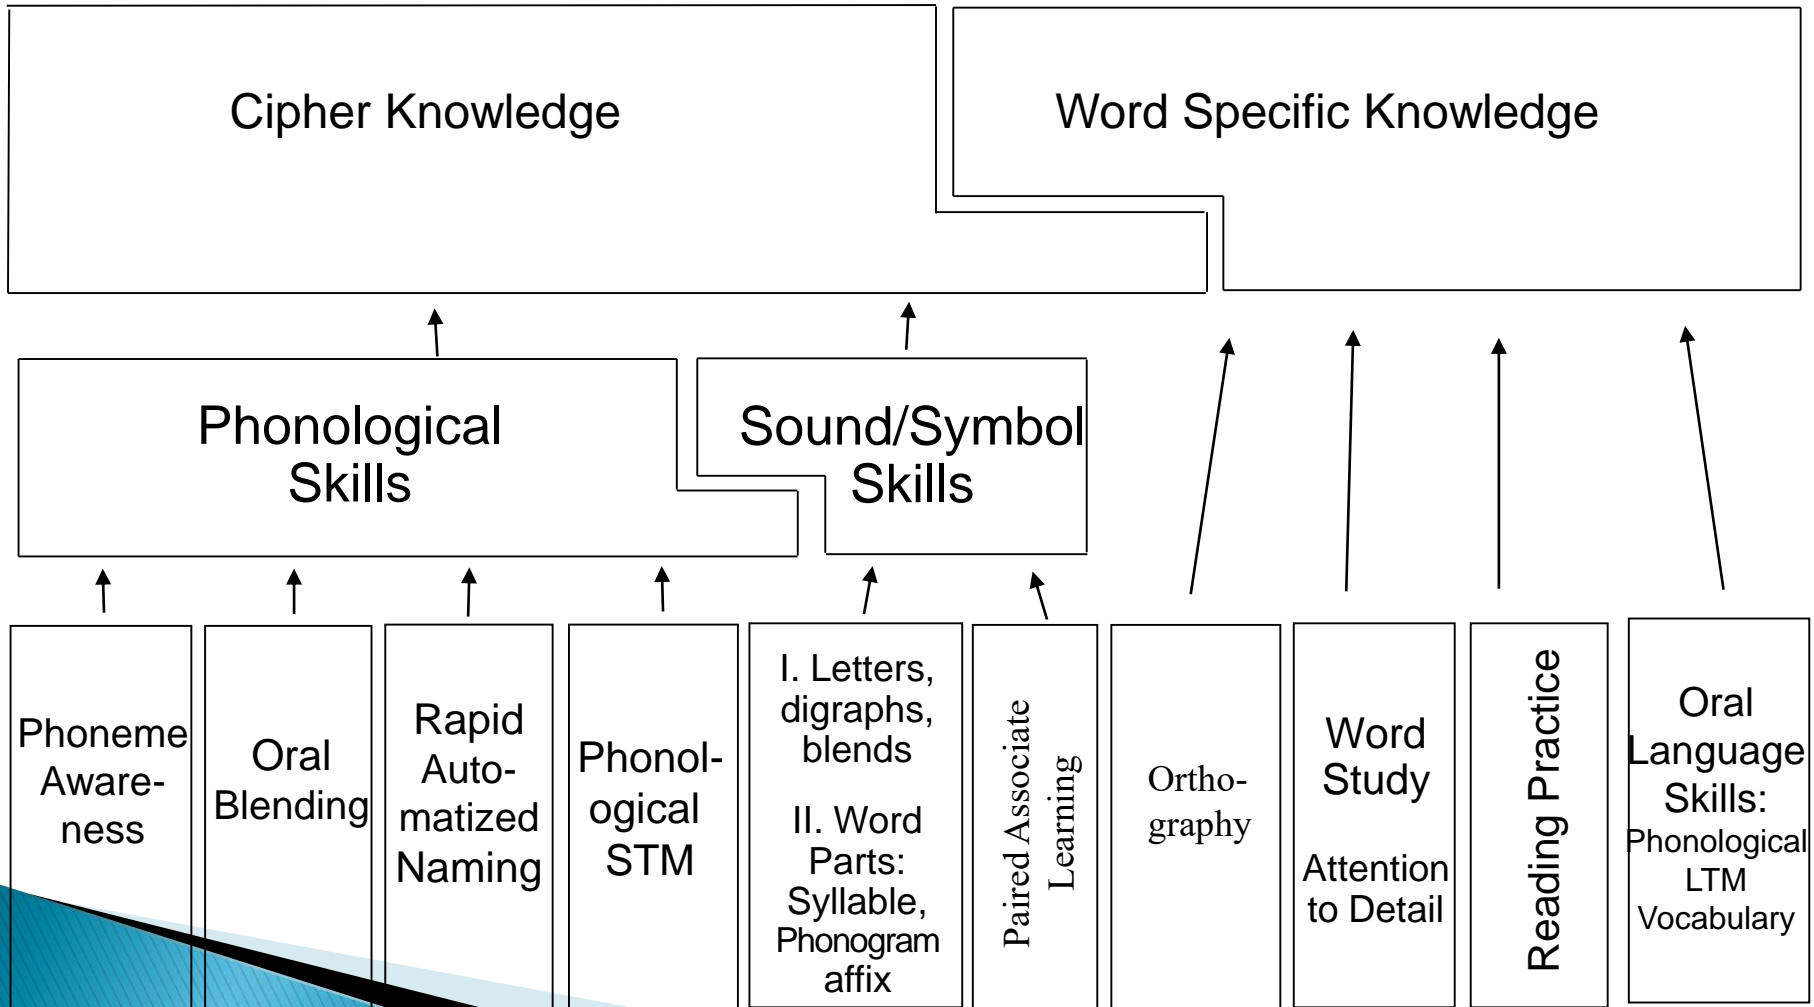 Cipher Knowledge
Word Specific Knowledge
Phonological
Skills
Sound/Symbol
Skills
Phoneme
Aware-
ness
Oral
Blending
Rapid
Auto-
matized
Naming
Phonol-
ogical
STM
I. Letters,
digraphs,
blends
II. Word
Parts:
Syllable,
Phonogram
affix
Paired Associate
Learning
Ortho-
graphy
Word
Study
Attention
to Detail
Reading Practice
Oral
Language
Skills:
Phonological
LTM
Vocabulary